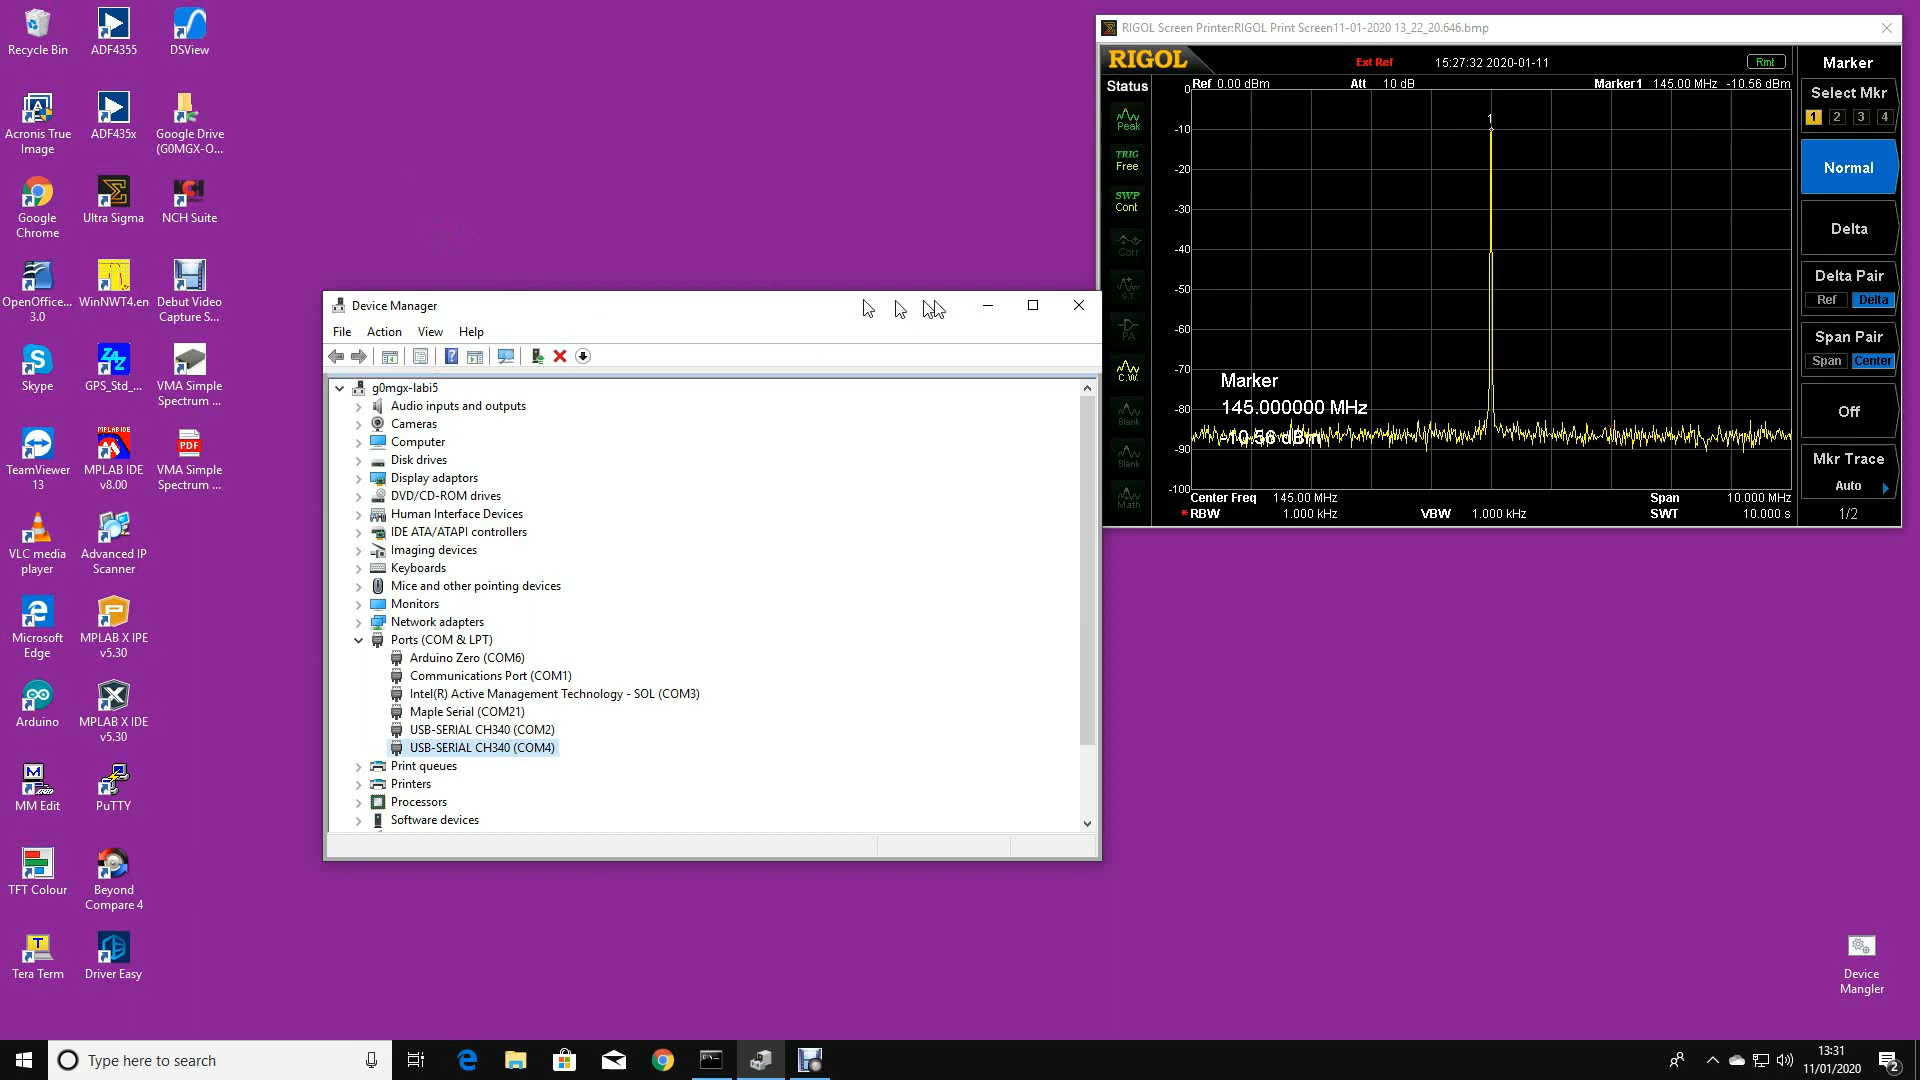 Recycle Bin
ADF4355
DSView
Acronis True
Image
ADF435x
Google Drive
(G0MGX-O...
Google
Chrome
Ultra Sigma
NCH
NCH Suite
OpenOffice...
3.0
WinNWT4.en
Debut Video
Capture S...
Skype
GPS_Std_...
VMA Simple
Spectrum ...
TeamViewer
13
MPLAB IDE
MPLAB IDE
v8.00
PDF
VMA Simple
Spectrum ...
VLC media
player
Advanced IP
Scanner
Microsoft
Edge
MPLAB X IPE
v5.30
Arduino
MPLAB X IDE
v5.30
MM Edit
PuTTY
TFT Colour
Beyond
Compare 4
Tera Term
Driver Easy
Device Manager
File Action View Help
g0mgx-labi5
Audio inputs and outputs
Cameras
Computer
Disk drives
Display adaptors
DVD/CD-ROM drives
Human Interface Devices
IDE ATA/ATAPI controllers
Imaging devices
Keyboards
Mice and other pointing devices
Monitors
Network adapters
Ports (COM & LPT)
Arduino Zero (COM6)
Communications Port (COM1)
Intel(R) Active Management Technology - SOL (COM3)
Maple Serial (COM21)
USB-SERIAL CH340 (COM2)
USB-SERIAL CH340 (COM4)
Print queues
Printers
Processors
Software devices
RIGOL Screen Printer:RIGOL Print Screen11-01-2020 13_22_20.646.bmp
RIGOL
Ext Ref
15:27:32 2020-01-11
Rmt
Status
Ref 0.00 dBm
Att 10 dB
Marker1 145.00 MHz -10.56 dBm
Peak
TRIG
Free
SWP
Cont
Corr
S.T.
PA
C.W.
Blank
Blank
Math
0
-10
-20
-30
-40
-50
-60
-70
-80
-90
-100
1
Marker
145.000000 MHz
-10.56 dBm
Center Freq 145.00 MHz
Span 10.000 MHz
*RBW 1.000 kHz
VBW 1.000 kHz
SWT 10.000 s
Marker
Select Mkr
1 2 3 4
Normal
Delta
Delta Pair
Ref Delta
Span Pair
Span Center
Off
Mkr Trace
Auto
1/2
Device
Mangler
Type here to search
13:31
11/01/2020
2